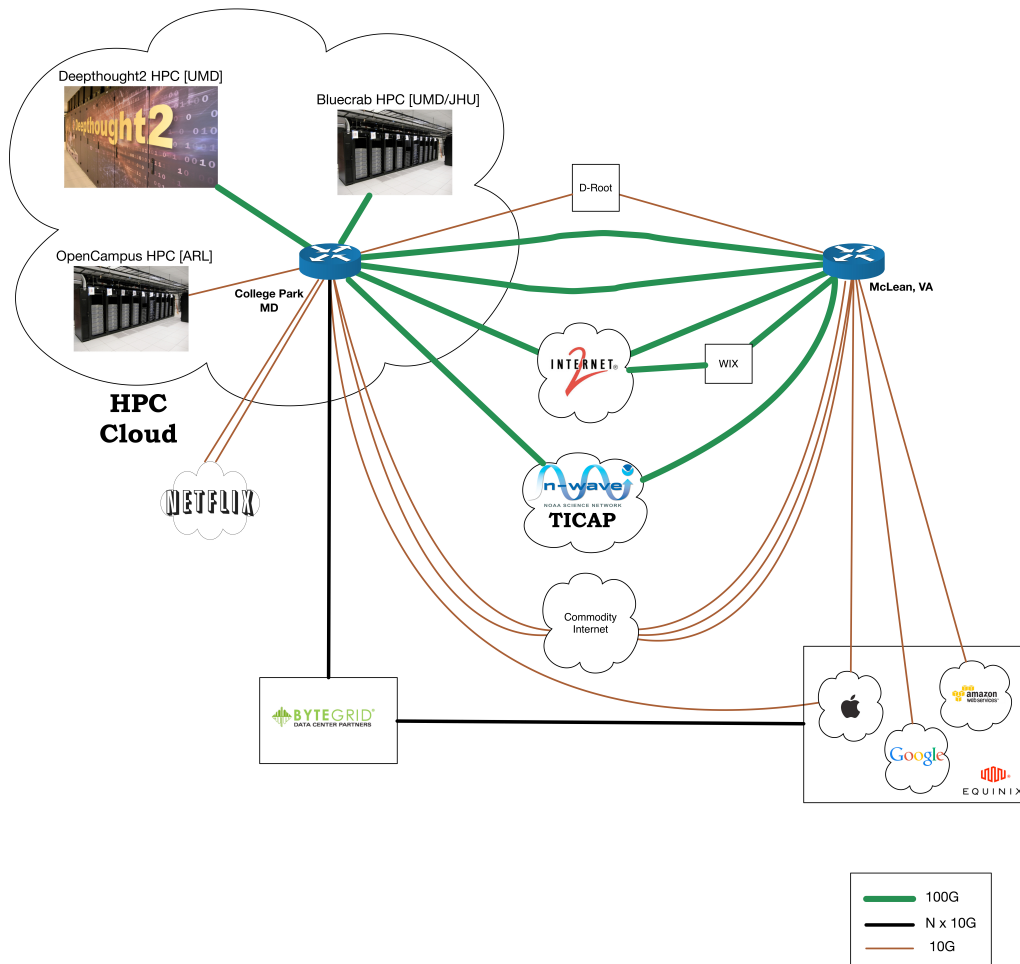 Deepthought2 HPC [UMD]
Deepthought2
Bluecrab HPC [UMD/JHU]
D-Root
OpenCampus HPC [ARL]
College Park
MD
McLean, VA
INTERNET®
2
WIX
HPC
Cloud
NETFLIX
n-wave
NOAA SCIENCE NETWORK
TICAP
Commodity
Internet
BYTEGRID
DATA CENTER PARTNERS
amazon
webservices
Google
EQUINIX
100G
N x 10G
10G